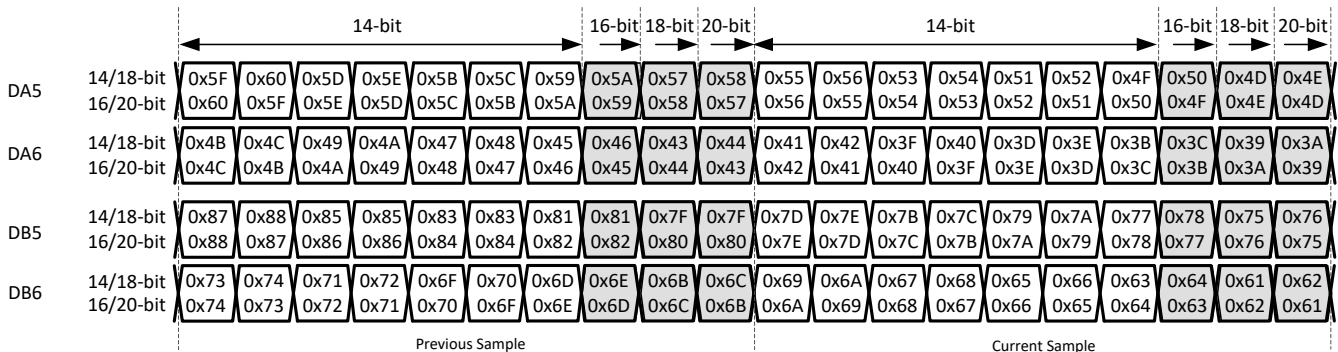 14-bit 16-bit 18-bit 20-bit 14-bit 16-bit 18-bit 20-bit
DA5
14/18-bit 0x5F 0x60 0x5D 0x5E 0x5B 0x5C 0x59 0x5A 0x57 0x58 0x55 0x56 0x53 0x54 0x51 0x52 0x4F 0x50 0x4D 0x4E
16/20-bit 0x60 0x5F 0x5E 0x5D 0x5C 0x5B 0x5A 0x59 0x58 0x57 0x56 0x55 0x54 0x53 0x52 0x51 0x50 0x4F 0x4E 0x4D
DA6
14/18-bit 0x4B 0x4C 0x49 0x4A 0x47 0x48 0x45 0x46 0x43 0x44 0x41 0x42 0x3F 0x40 0x3D 0x3E 0x3B 0x3C 0x39 0x3A
16/20-bit 0x4C 0x4B 0x4A 0x49 0x48 0x47 0x46 0x45 0x44 0x43 0x42 0x41 0x40 0x3F 0x3E 0x3D 0x3C 0x3B 0x3A 0x39
DB5
14/18-bit 0x87 0x88 0x85 0x85 0x83 0x83 0x81 0x81 0x7F 0x7F 0x7D 0x7E 0x7B 0x7C 0x79 0x7A 0x77 0x78 0x75 0x76
16/20-bit 0x88 0x87 0x86 0x86 0x84 0x84 0x82 0x82 0x80 0x80 0x7E 0x7D 0x7C 0x7B 0x7A 0x79 0x78 0x77 0x76 0x75
DB6
14/18-bit 0x73 0x74 0x71 0x72 0x6F 0x70 0x6D 0x6E 0x6B 0x6C 0x69 0x6A 0x67 0x68 0x65 0x66 0x63 0x64 0x61 0x62
16/20-bit 0x74 0x73 0x72 0x71 0x70 0x6F 0x6E 0x6D 0x6C 0x6B 0x6A 0x69 0x68 0x67 0x66 0x65 0x64 0x63 0x62 0x61
Previous Sample Current Sample